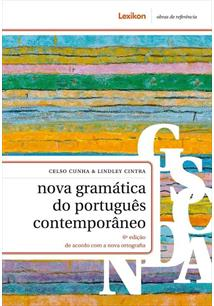 Lexikon
obras de referência
CELSO CUNHA & LINDLEY CINTRA
nova gramática
do português
contemporâneo
6ª edição
de acordo com a nova ortografia